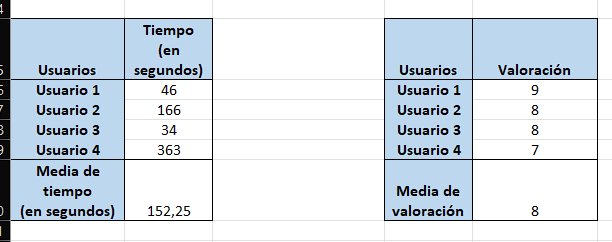 4
Usuarios Tiempo (en segundos)
Usuario 1 46
Usuario 2 166
Usuario 3 34
Usuario 4 363
Media de tiempo (en segundos) 152,25
Usuarios Valoración
Usuario 1 9
Usuario 2 8
Usuario 3 8
Usuario 4 7
Media de valoración 8